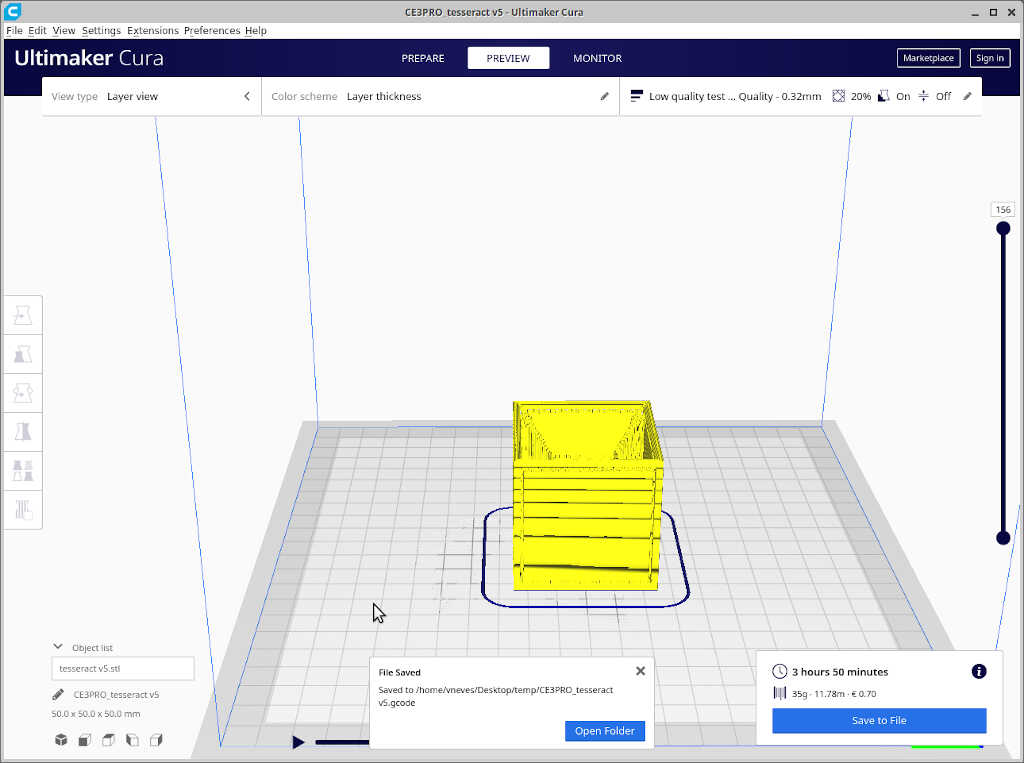 CE3PRO_tesseract v5 - Ultimaker Cura
File Edit View Settings Extensions Preferences Help
Ultimaker Cura
PREPARE
PREVIEW
MONITOR
Marketplace
Sign in
View type Layer view
Color scheme Layer thickness
Low quality test ... Quality - 0.32mm 20% On Off
156
Object list
tesseract v5.stl
CE3PRO_tesseract v5
50.0 x 50.0 x 50.0 mm
File Saved
Saved to /home/vneves/Desktop/temp/CE3PRO_tesseract
v5.gcode
Open Folder
3 hours 50 minutes
35g · 11.78m · € 0.70
Save to File